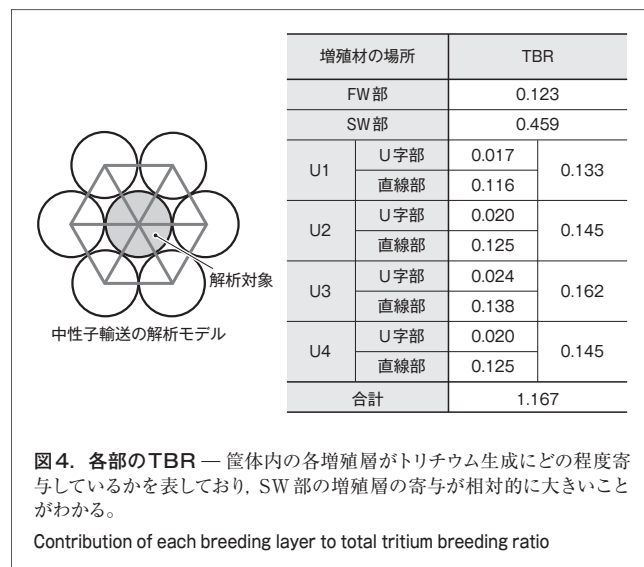 増殖材の場所 TBR
FW部 0.123
SW部 0.459
U1 U字部 0.017 0.133
直線部 0.116
U2 U字部 0.020 0.145
直線部 0.125
U3 U字部 0.024 0.162
直線部 0.138
U4 U字部 0.020 0.145
直線部 0.125
合計 1.167
解析対象
中性子輸送の解析モデル
図4. 各部のTBR — 筐体内の各増殖層がトリチウム生成にどの程度寄
与しているかを表しており,SW部の増殖層の寄与が相対的に大きいこと
がわかる。
Contribution of each breeding layer to total tritium breeding ratio